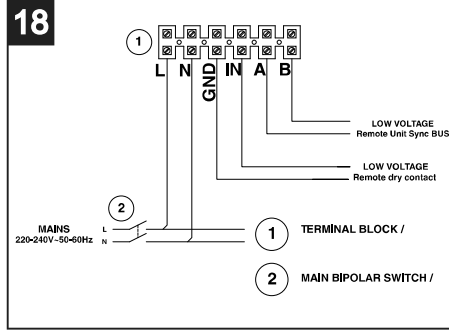 18
1
L N GND IN A B
LOW VOLTAGE
Remote Unit Sync BUS
LOW VOLTAGE
Remote dry contact
2
MAINS L
220-240V~50-60Hz N
1 TERMINAL BLOCK /
2 MAIN BIPOLAR SWITCH /